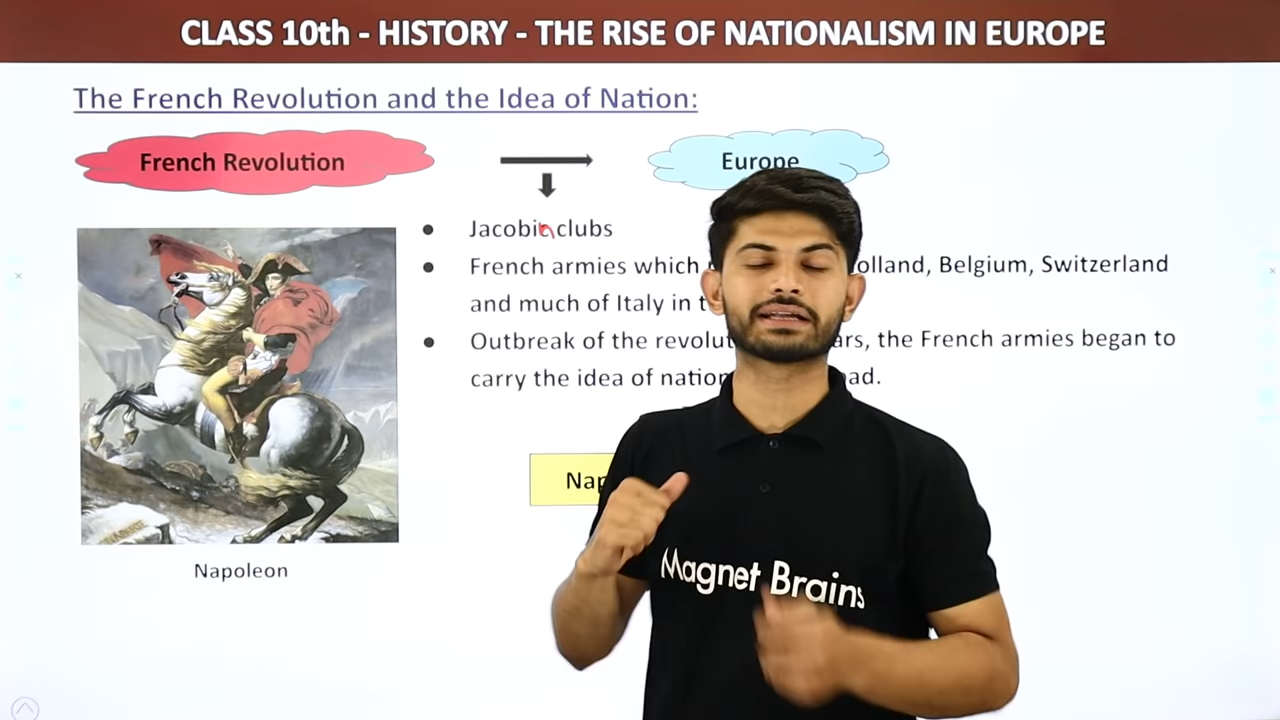 CLASS 10th - HISTORY - THE RISE OF NATIONALISM IN EUROPE
The French Revolution and the Idea of Nation:
French Revolution
Europe
• Jacobin clubs
• French armies which olland, Belgium, Switzerland
and much of Italy in t
• Outbreak of the revolut ars, the French armies began to
carry the idea of nation ad.
Nap
Napoleon
Magnet Brains